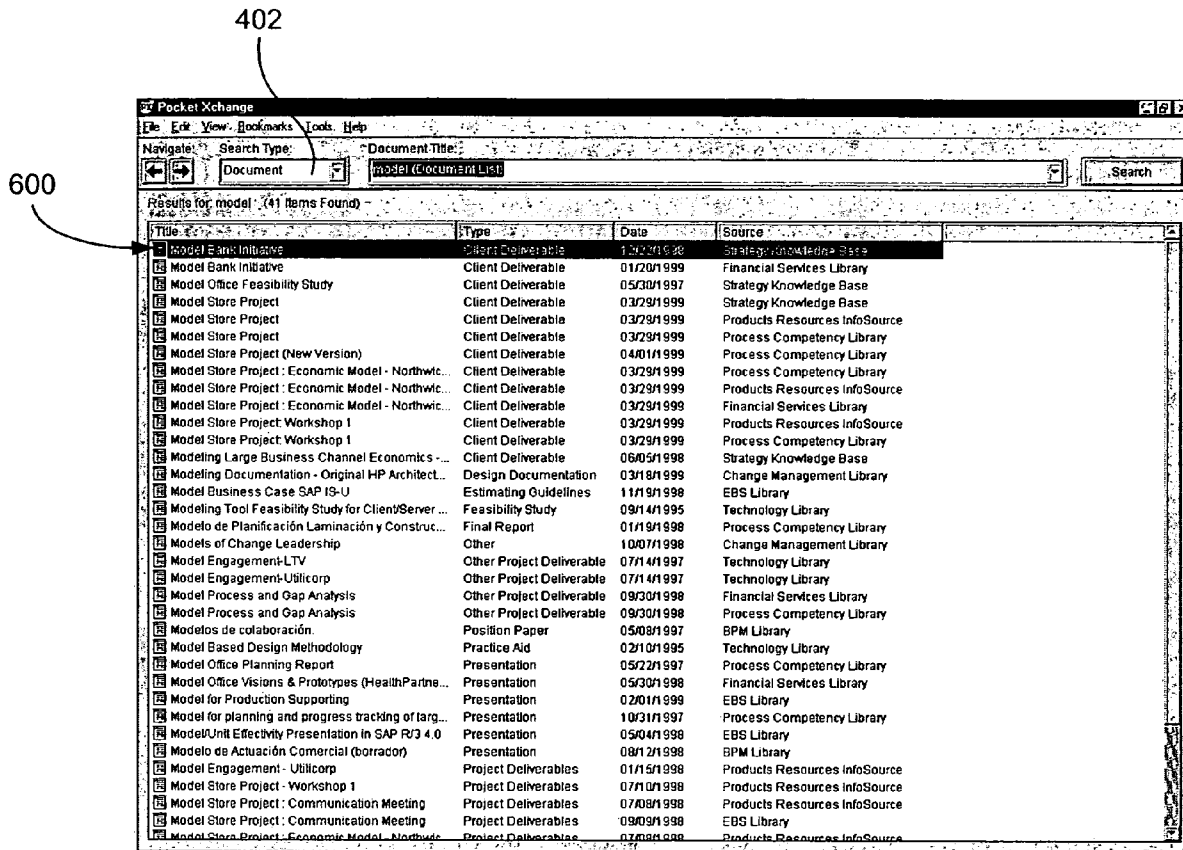 402
600
Pocket Xchange
File Edit View Bookmarks Tools Help
Navigate: Search Type: Document Title:
Document model (Document List) Search
Results for: model (41 Items Found)
Title Type Date Source
Model Bank Initiative Client Deliverable 12/22/1998 Strategy Knowledge Base
Model Bank Initiative Client Deliverable 01/20/1999 Financial Services Library
Model Office Feasibility Study Client Deliverable 05/30/1997 Strategy Knowledge Base
Model Store Project Client Deliverable 03/29/1999 Strategy Knowledge Base
Model Store Project Client Deliverable 03/29/1999 Products Resources InfoSource
Model Store Project Client Deliverable 03/29/1999 Process Competency Library
Model Store Project (New Version) Client Deliverable 04/01/1999 Process Competency Library
Model Store Project : Economic Model - Northwic... Client Deliverable 03/29/1999 Process Competency Library
Model Store Project : Economic Model - Northwic... Client Deliverable 03/29/1999 Products Resources InfoSource
Model Store Project : Economic Model - Northwic... Client Deliverable 03/29/1999 Financial Services Library
Model Store Project: Workshop 1 Client Deliverable 03/29/1999 Products Resources InfoSource
Model Store Project: Workshop 1 Client Deliverable 03/29/1999 Process Competency Library
Modeling Large Business Channel Economics -... Client Deliverable 06/05/1998 Strategy Knowledge Base
Modeling Documentation - Original HP Architect... Design Documentation 03/18/1999 Change Management Library
Model Business Case SAP IS-U Estimating Guidelines 11/19/1998 EBS Library
Modeling Tool Feasibility Study for Client/Server ... Feasibility Study 09/14/1995 Technology Library
Modelo de Planificación Laminación y Construc... Final Report 01/19/1998 Process Competency Library
Models of Change Leadership Other 10/07/1998 Change Management Library
Model Engagement-LTV Other Project Deliverable 07/14/1997 Technology Library
Model Engagement-Utilicorp Other Project Deliverable 07/14/1997 Technology Library
Model Process and Gap Analysis Other Project Deliverable 09/30/1998 Financial Services Library
Model Process and Gap Analysis Other Project Deliverable 09/30/1998 Process Competency Library
Modelos de colaboración. Position Paper 05/08/1997 BPM Library
Model Based Design Methodology Practice Aid 02/10/1995 Technology Library
Model Office Planning Report Presentation 05/22/1997 Process Competency Library
Model Office Visions & Prototypes (HealthPartne... Presentation 05/30/1998 Financial Services Library
Model for Production Supporting Presentation 02/01/1999 EBS Library
Model for planning and progress tracking of larg... Presentation 10/31/1997 Process Competency Library
Model/Unit Effectivity Presentation in SAP R/3 4.0 Presentation 05/04/1998 EBS Library
Modelo de Actuación Comercial (borrador) Presentation 08/12/1998 BPM Library
Model Engagement - Utilicorp Project Deliverables 01/15/1998 Products Resources InfoSource
Model Store Project - Workshop 1 Project Deliverables 07/10/1998 Products Resources InfoSource
Model Store Project : Communication Meeting Project Deliverables 07/08/1998 Products Resources InfoSource
Model Store Project : Communication Meeting Project Deliverables 09/09/1998 EBS Library
Model Store Project : Economic Model - Northwic... Project Deliverables 07/09/1998 Products Resources InfoSource